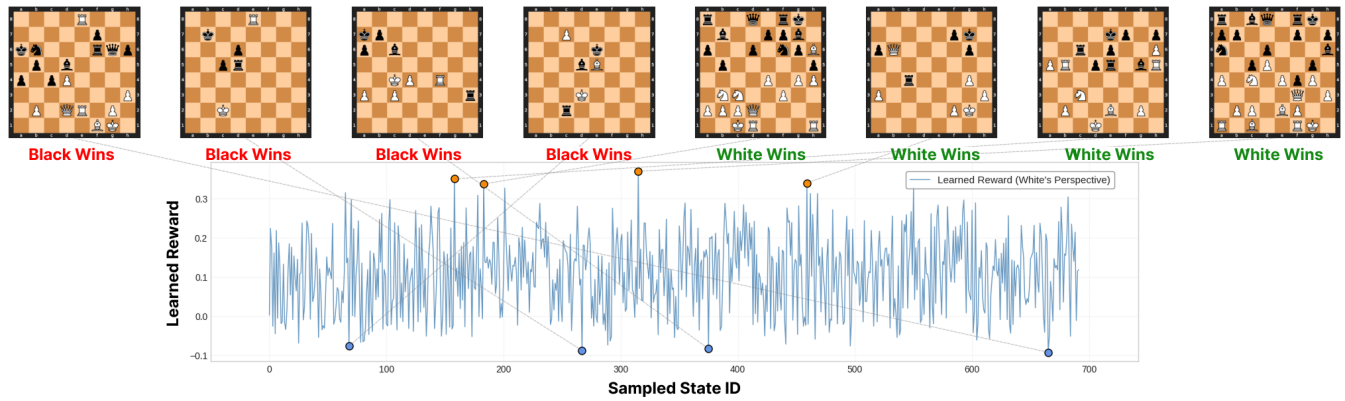 Black Wins
Black Wins
Black Wins
Black Wins
White Wins
White Wins
White Wins
White Wins
Learned Reward (White's Perspective)
Learned Reward
0.3
0.2
0.1
0.0
−0.1
0 100 200 300 400 500 600 700
Sampled State ID